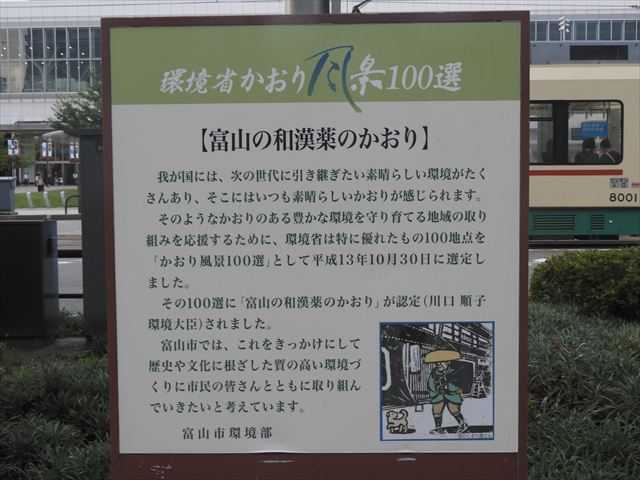 環境省かおり風景100選
【富山の和漢薬のかおり】
我が国には、次の世代に引き継ぎたい素晴らしい環境がたく
さんあり、そこにはいつも素晴らしいかおりが感じられます。
そのようなかおりのある豊かな環境を守り育てる地域の取り
組みを応援するために、環境省は特に優れたもの100地点を
「かおり風景100選」として平成13年10月30日に選定し
ました。
その100選に「富山の和漢薬のかおり」が認定(川口 順子
環境大臣)されました。
富山市では、これをきっかけにして
歴史や文化に根ざした質の高い環境づ
くりに市民の皆さんとともに取り組ん
でいきたいと考えています。
富山市環境部
8001